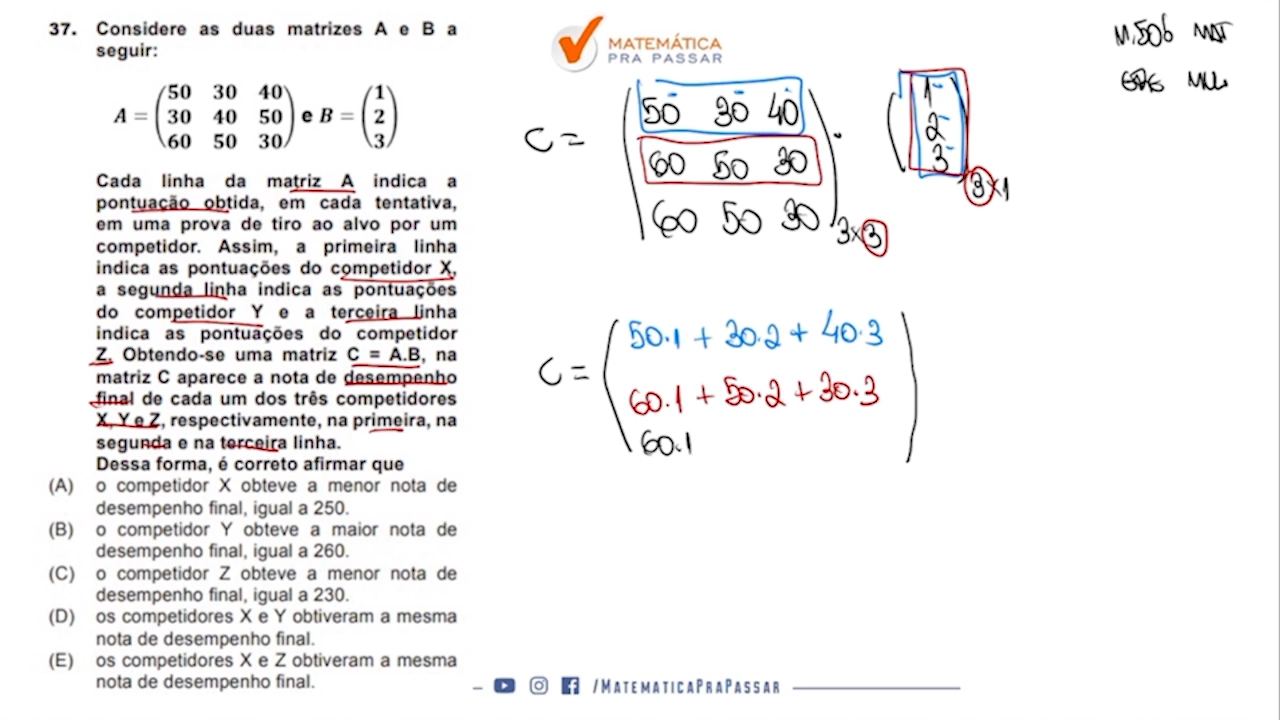 37. Considere as duas matrizes A e B a
seguir:
A = (50 30 40
30 40 50
60 50 30) e B = (1
2
3)
Cada linha da matriz A indica a
pontuação obtida, em cada tentativa,
em uma prova de tiro ao alvo por um
competidor. Assim, a primeira linha
indica as pontuações do competidor X,
a segunda linha indica as pontuações
do competidor Y e a terceira linha
indica as pontuações do competidor
Z. Obtendo-se uma matriz C = A.B, na
matriz C aparece a nota de desempenho
final de cada um dos três competidores
X, Y e Z, respectivamente, na primeira, na
segunda e na terceira linha.
Dessa forma, é correto afirmar que
(A) o competidor X obteve a menor nota de
desempenho final, igual a 250.
(B) o competidor Y obteve a maior nota de
desempenho final, igual a 260.
(C) o competidor Z obteve a menor nota de
desempenho final, igual a 230.
(D) os competidores X e Y obtiveram a mesma
nota de desempenho final.
(E) os competidores X e Z obtiveram a mesma
nota de desempenho final.
MATEMÁTICA
PRA PASSAR
C = (50 30 40
60 50 30
60 50 30) 3×3 · (1
2
3) 3×1
C = (50·1 + 30·2 + 40·3
60·1 + 50·2 + 30·3
60·1 )
M.506
/MATEMATICAPRAPASSAR